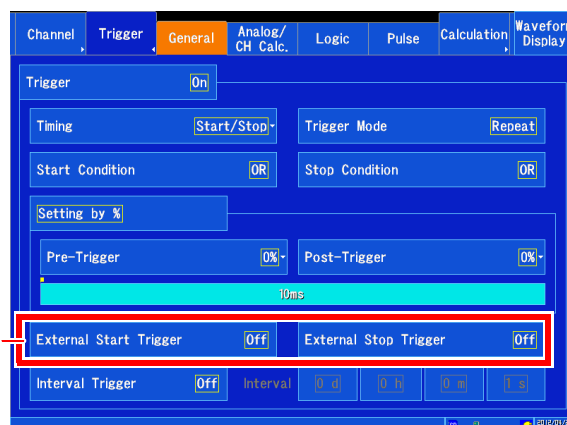 Channel Trigger General Analog/ CH Calc. Logic Pulse Calculation Waveform Display
Trigger On
Timing Start/Stop Trigger Mode Repeat
Start Condition OR Stop Condition OR
Setting by %
Pre-Trigger 0% Post-Trigger 0%
10ms
External Start Trigger Off External Stop Trigger Off
Interval Trigger Off Interval 0 d 0 h 0 m 1 s